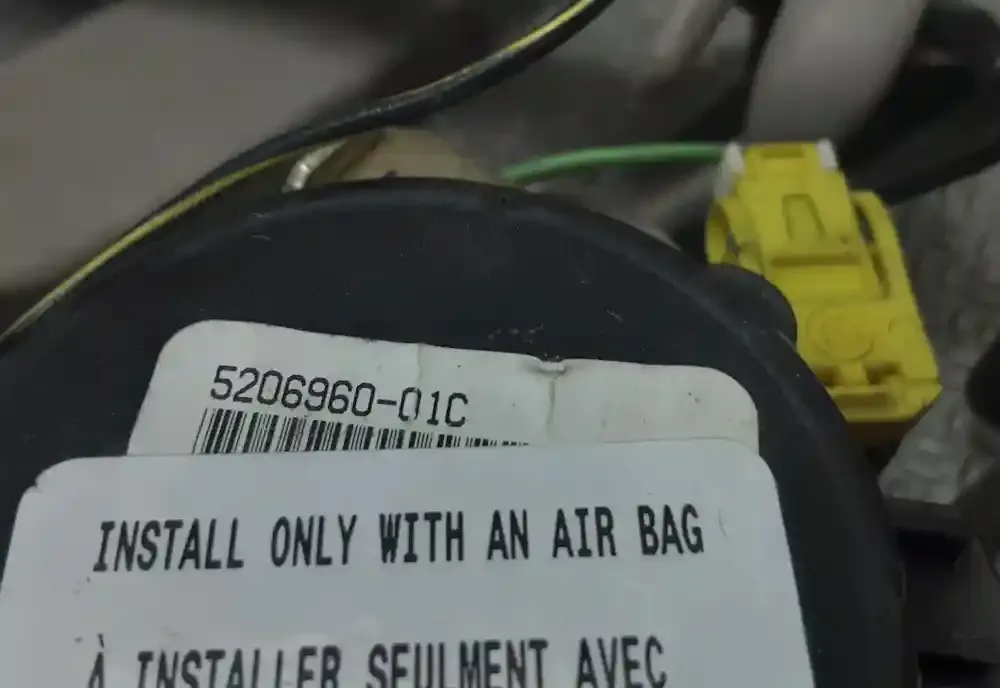 5206960-01C
INSTALL ONLY WITH AN AIR BAG
À INSTALLER SEULMENT AVEC